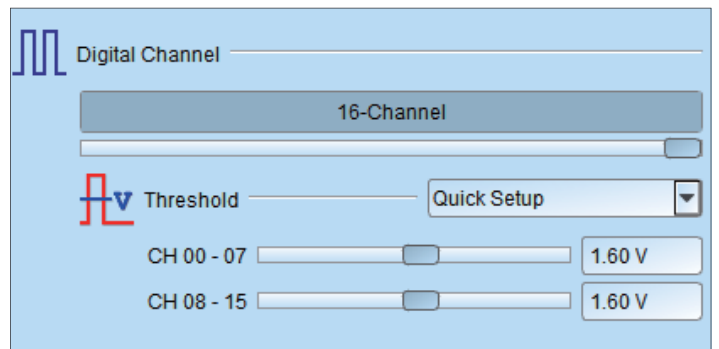 Digital Channel
16-Channel
V Threshold Quick Setup
CH 00 - 07 1.60 V
CH 08 - 15 1.60 V